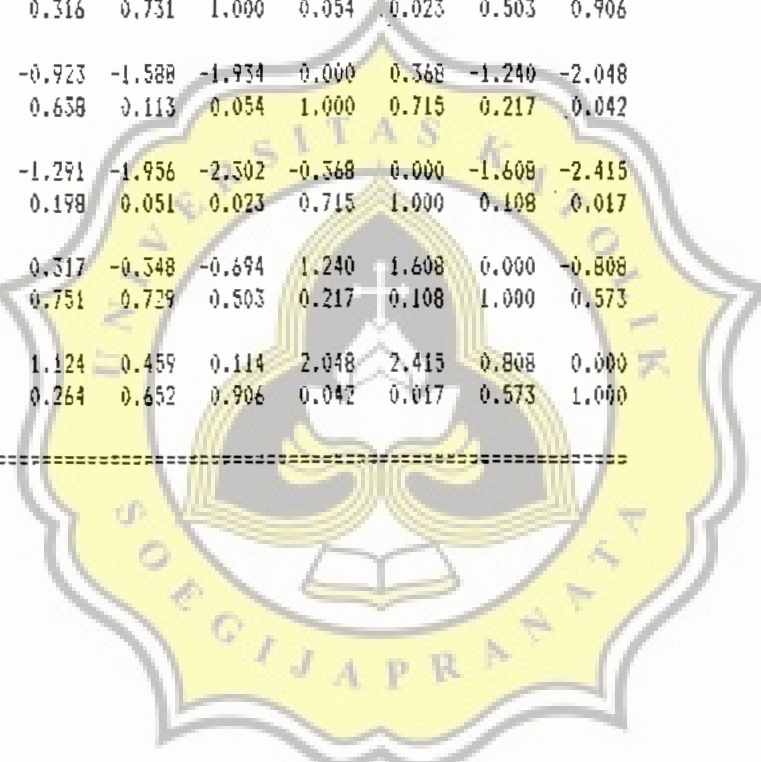 0.316 0.731 1.000 0.054 0.023 0.503 0.906
-0.923 -1.588 -1.934 0.000 0.368 -1.240 -2.048
0.638 0.113 0.054 1.000 0.715 0.217 0.042
-1.291 -1.956 -2.302 -0.368 0.000 -1.608 -2.415
0.198 0.051 0.023 0.715 1.000 0.108 0.017
0.317 -0.348 -0.694 1.240 1.608 0.000 -0.808
0.751 0.729 0.503 0.217 0.108 1.000 0.573
1.124 0.459 0.114 2.048 2.415 0.808 0.000
0.264 0.652 0.906 0.042 0.017 0.573 1.000
UNIVERSITAS KATOLIK
SOEGIJAPRANATA